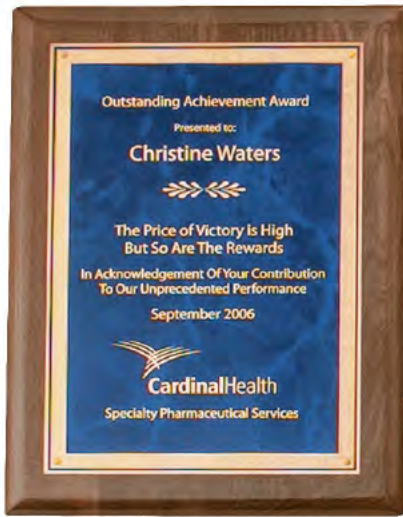 Outstanding Achievement Award
Presented to:
Christine Waters
The Price of Victory is High
But So Are The Rewards
In Acknowledgement Of Your Contribution
To Our Unprecedented Performance
September 2006
CardinalHealth
Specialty Pharmaceutical Services